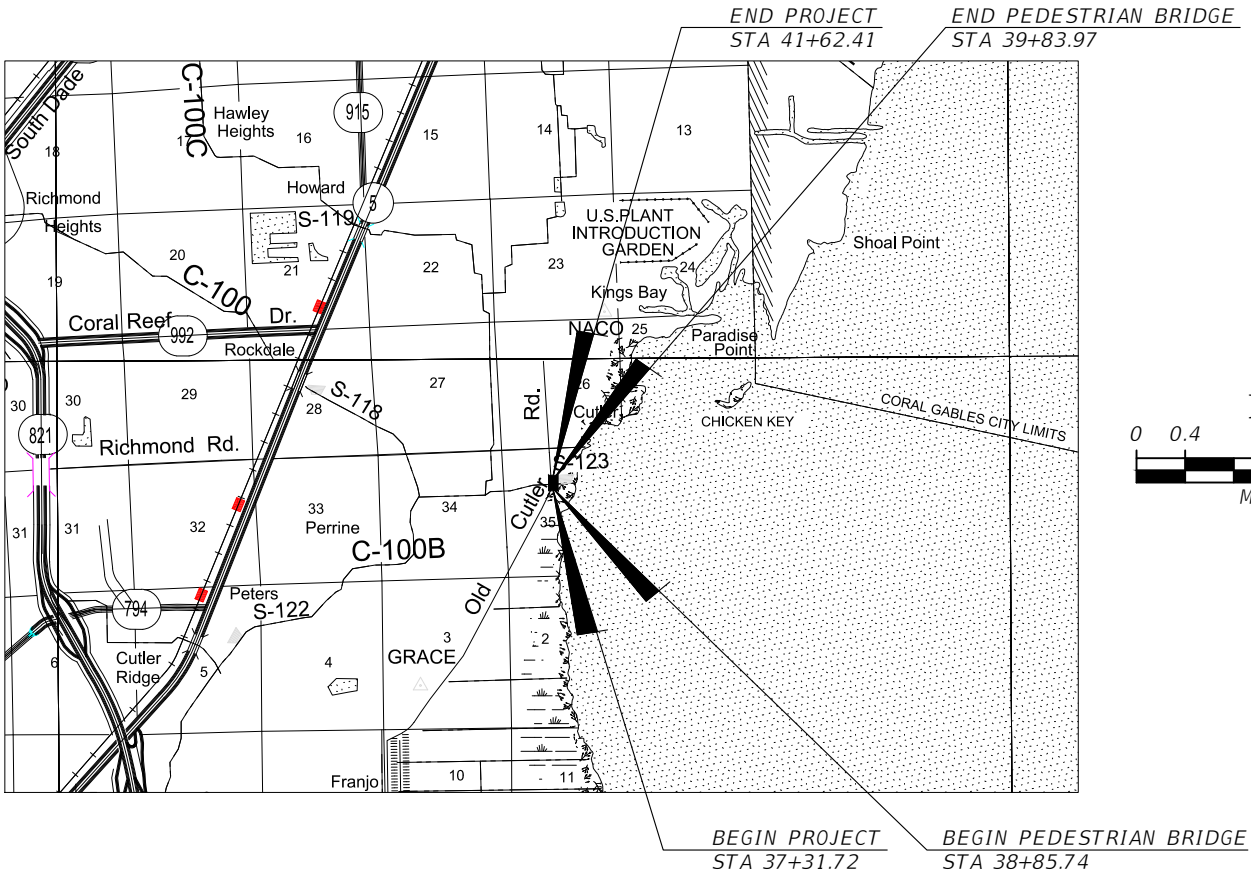 END PROJECT
STA 41+62.41
END PEDESTRIAN BRIDGE
STA 39+83.97
South Dade
C-100C
Hawley
Heights
915
18
17
16
15
14
13
Richmond
Heights
Howard
5
S-119
U.S.PLANT
INTRODUCTION
GARDEN
Shoal Point
19
20
21
22
23
24
C-100
Kings Bay
Coral Reef
992
Dr.
Rockdale
NACO
25
Paradise
Point
30
30
29
28
27
26
S-118
Rd.
Cutler
CHICKEN KEY
CORAL GABLES CITY LIMITS
0 0.4
M
821
Richmond Rd.
S-123
Cutler
31
31
32
33
Perrine
34
35
C-100B
794
Peters
S-122
Old
3
2
6
Cutler
Ridge
5
4
GRACE
Franjo
10
11
BEGIN PROJECT
STA 37+31.72
BEGIN PEDESTRIAN BRIDGE
STA 38+85.74